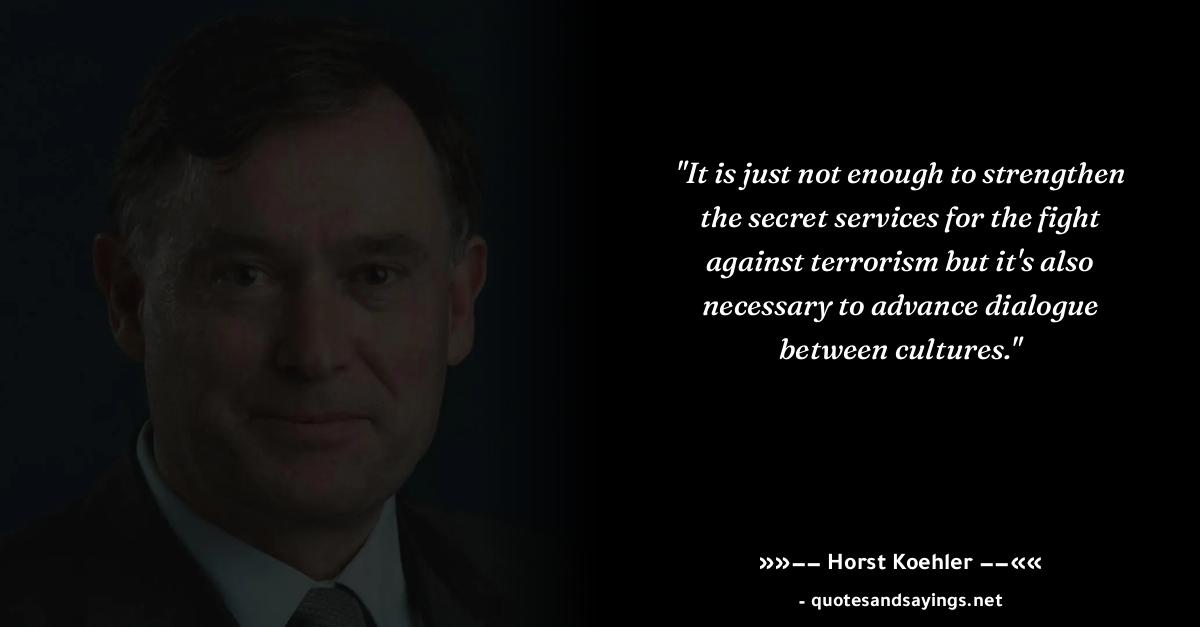 "It is just not enough to strengthen
the secret services for the fight
against terrorism but it's also
necessary to advance dialogue
between cultures."
»»–– Horst Koehler ––««
- quotesandsayings.net